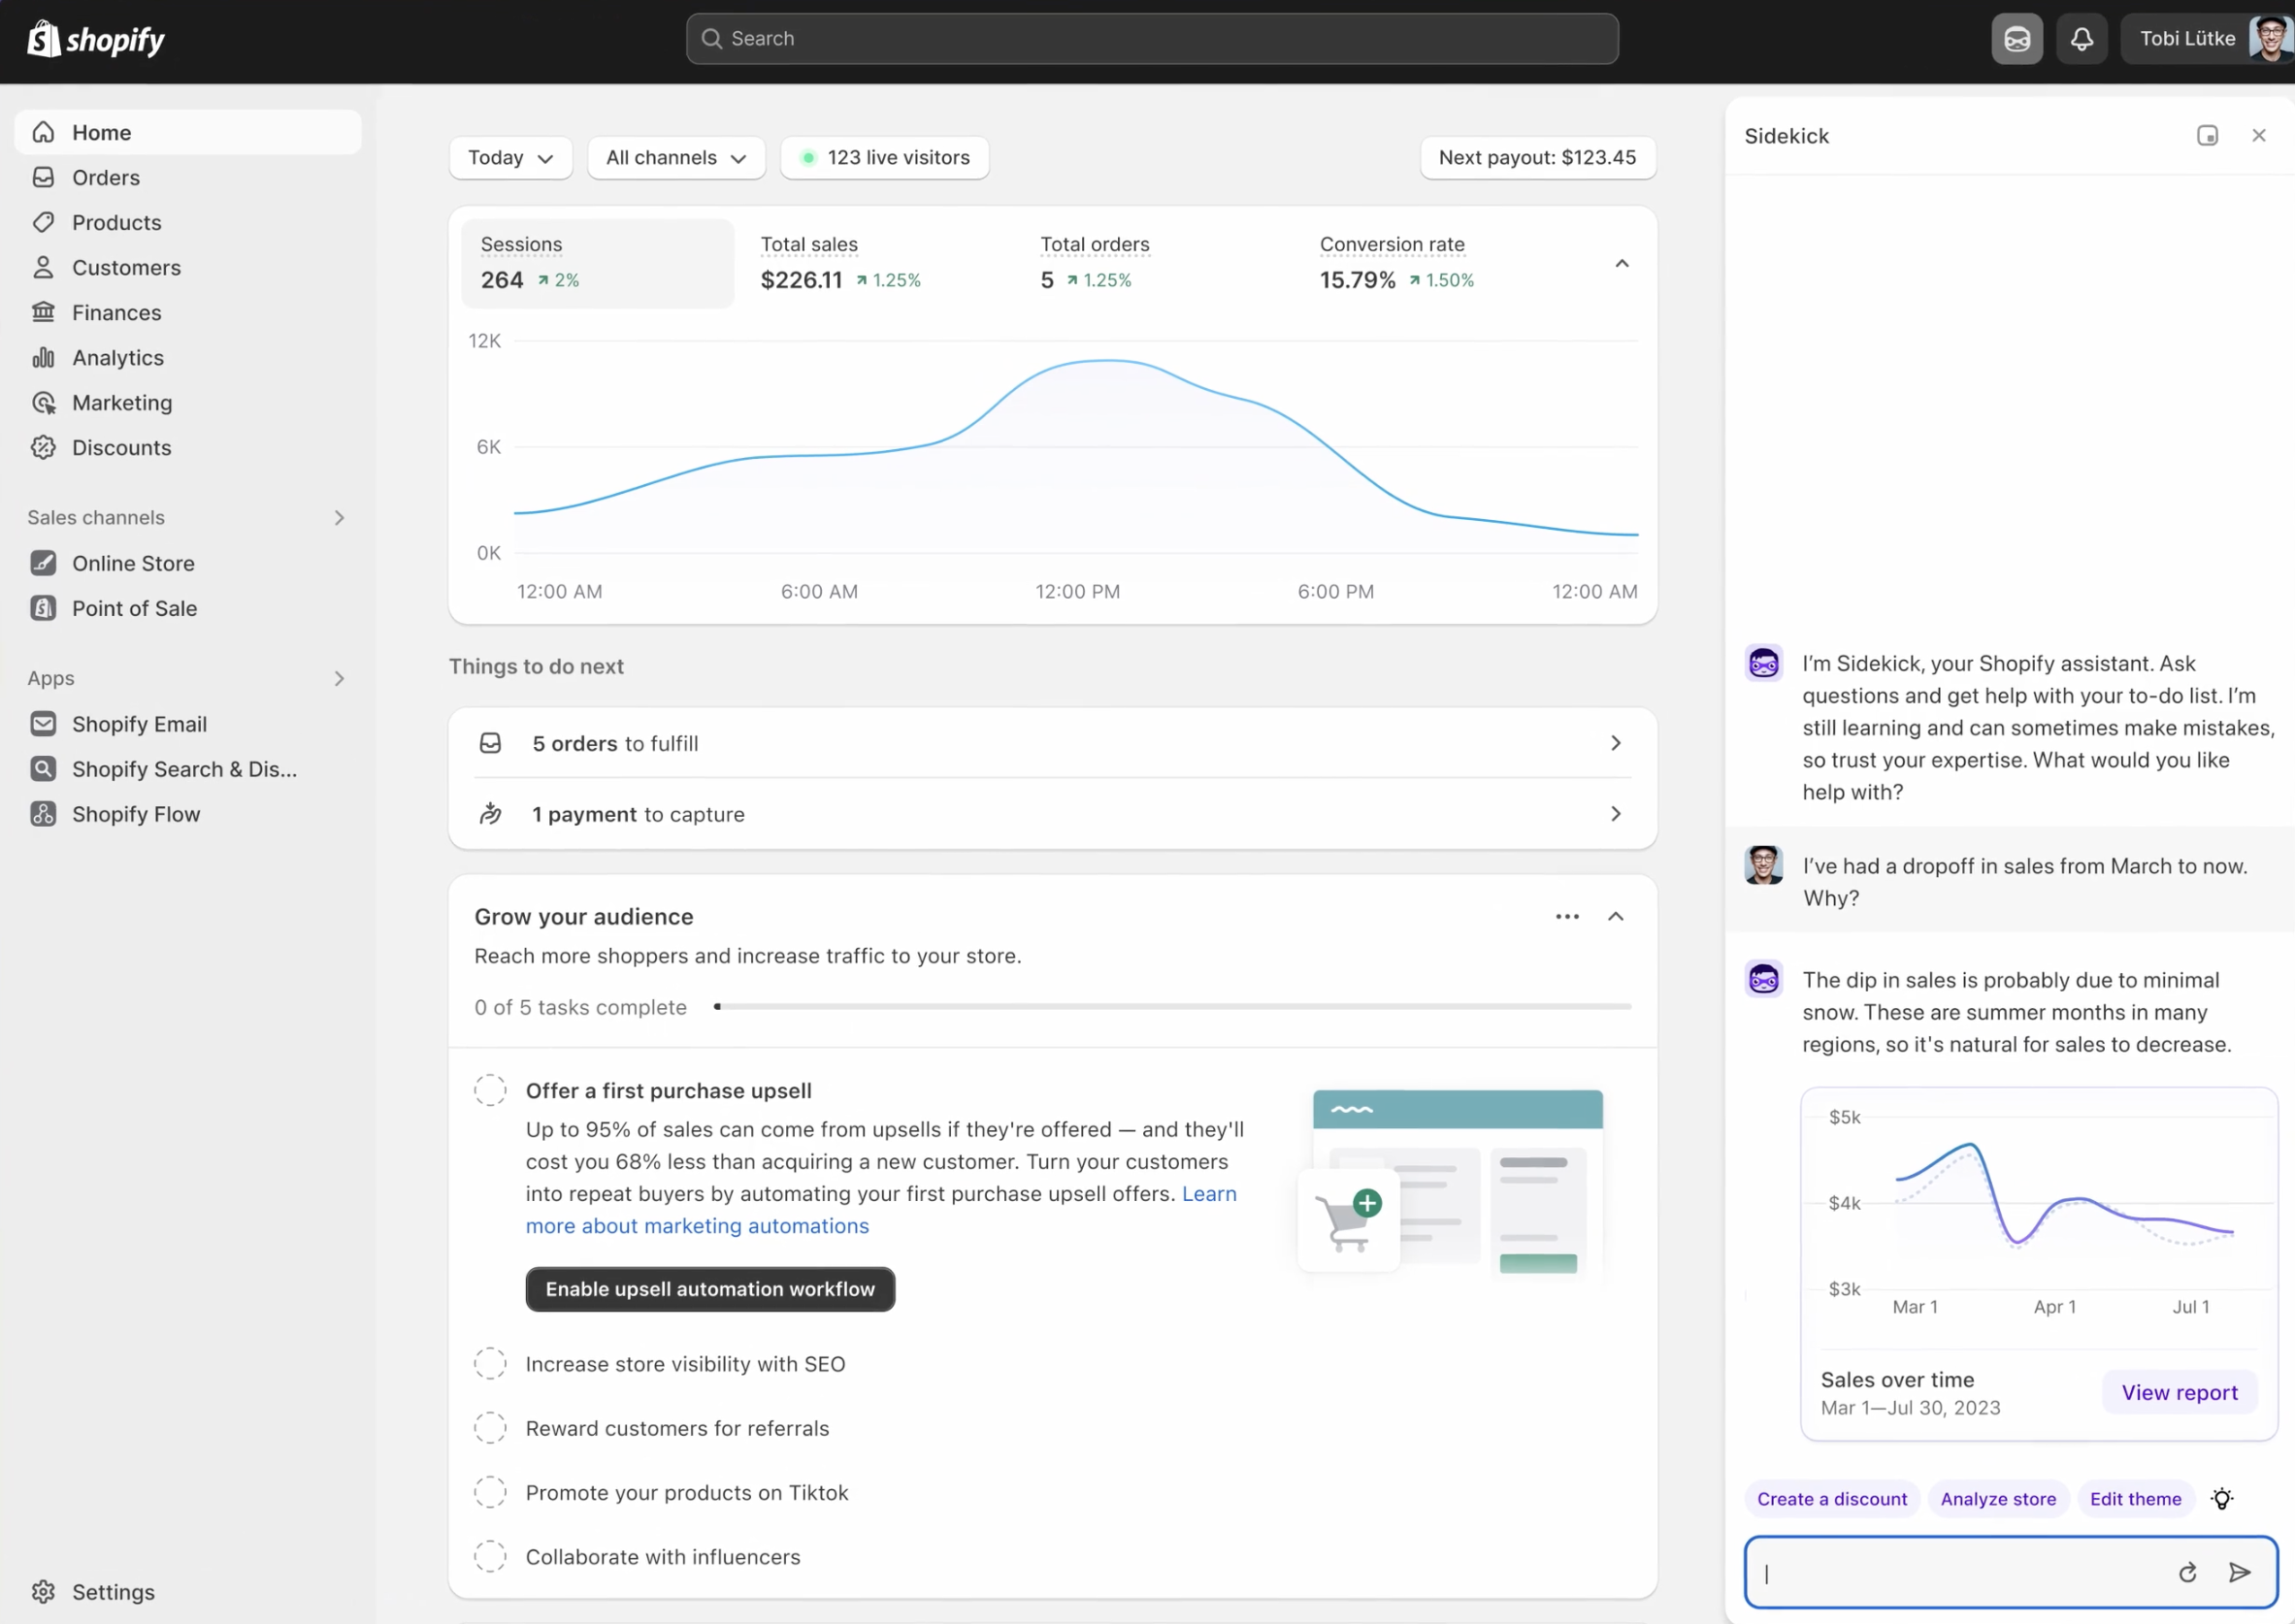 shopify
Search
Tobi Lütke
Home
Orders
Products
Customers
Finances
Analytics
Marketing
Discounts
Sales channels
Online Store
Point of Sale
Apps
Shopify Email
Shopify Search & Dis...
Shopify Flow
Settings
Today
All channels
123 live visitors
Next payout: $123.45
Sessions
264 2%
Total sales
$226.11 1.25%
Total orders
5 1.25%
Conversion rate
15.79% 1.50%
12K
6K
0K
12:00 AM 6:00 AM 12:00 PM 6:00 PM 12:00 AM
Things to do next
5 orders to fulfill
1 payment to capture
Grow your audience
Reach more shoppers and increase traffic to your store.
0 of 5 tasks complete
Offer a first purchase upsell
Up to 95% of sales can come from upsells if they're offered — and they'll
cost you 68% less than acquiring a new customer. Turn your customers
into repeat buyers by automating your first purchase upsell offers. Learn
more about marketing automations
Enable upsell automation workflow
Increase store visibility with SEO
Reward customers for referrals
Promote your products on Tiktok
Collaborate with influencers
Sidekick
I’m Sidekick, your Shopify assistant. Ask
questions and get help with your to-do list. I’m
still learning and can sometimes make mistakes,
so trust your expertise. What would you like
help with?
I’ve had a dropoff in sales from March to now.
Why?
The dip in sales is probably due to minimal
snow. These are summer months in many
regions, so it's natural for sales to decrease.
$5k
$4k
$3k
Mar 1 Apr 1 Jul 1
Sales over time
Mar 1—Jul 30, 2023
View report
Create a discount
Analyze store
Edit theme